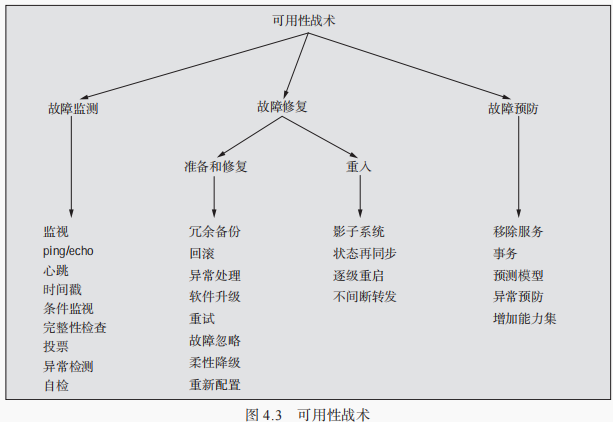 可用性战术
故障监测
故障修复
故障预防
准备和修复
重入
监视
ping/echo
心跳
时间戳
条件监视
完整性检查
投票
异常检测
自检
冗余备份
回滚
异常处理
软件升级
重试
故障忽略
柔性降级
重新配置
影子系统
状态再同步
逐级重启
不间断转发
移除服务
事务
预测模型
异常预防
增加能力集
图 4.3 可用性战术